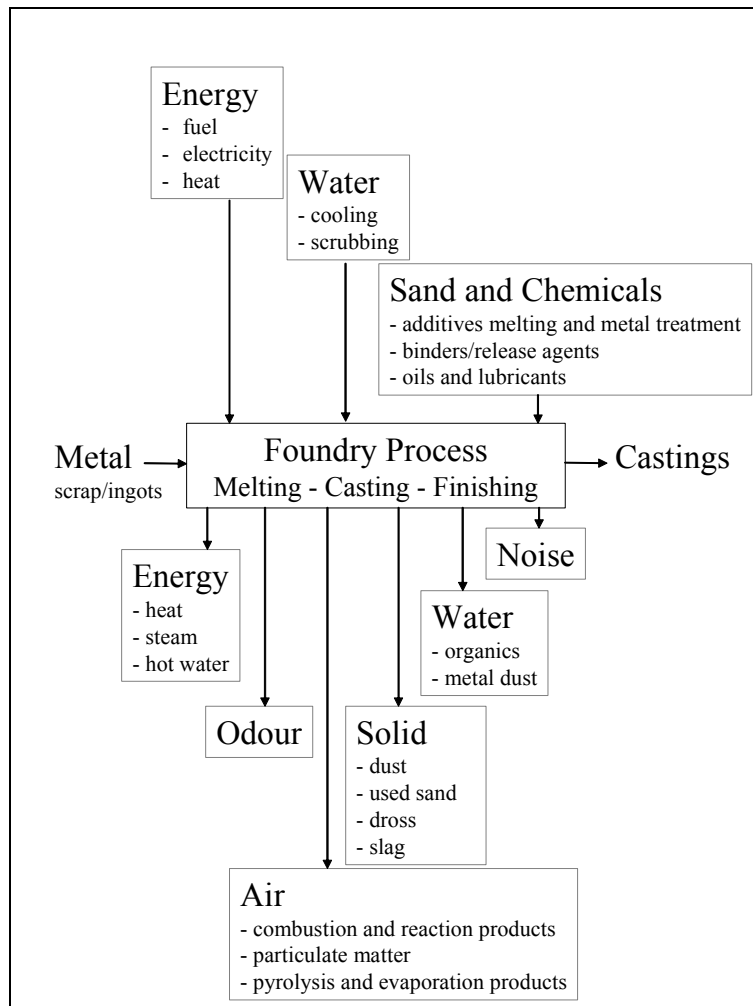 Energy
- fuel
- electricity
- heat
Water
- cooling
- scrubbing
Sand and Chemicals
- additives melting and metal treatment
- binders/release agents
- oils and lubricants
Metal
scrap/ingots
Foundry Process
Melting - Casting - Finishing
Castings
Energy
- heat
- steam
- hot water
Odour
Solid
- dust
- used sand
- dross
- slag
Water
- organics
- metal dust
Noise
Air
- combustion and reaction products
- particulate matter
- pyrolysis and evaporation products